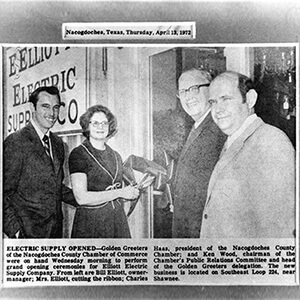 Nacogdoches, Texas, Thursday, April 13, 1972
E. ELLIOTT
ELECTRIC
SUPPLY CO.
ELECTRIC SUPPLY OPENED—Golden Greeters
of the Nacogdoches County Chamber of Commerce
were on hand Wednesday morning to perform
grand opening ceremonies for Elliott Electric
Supply Company. From left are Bill Elliott, owner-
manager; Mrs. Elliott, cutting the ribbon; Charles
Haas, president of the Nacogdoches County
Chamber; and Ken Wood, chairman of the
Chamber's Public Relations Committee and head
of the Golden Greeters delegation. The new
business is located on Southeast Loop 224, near
Shawnee.